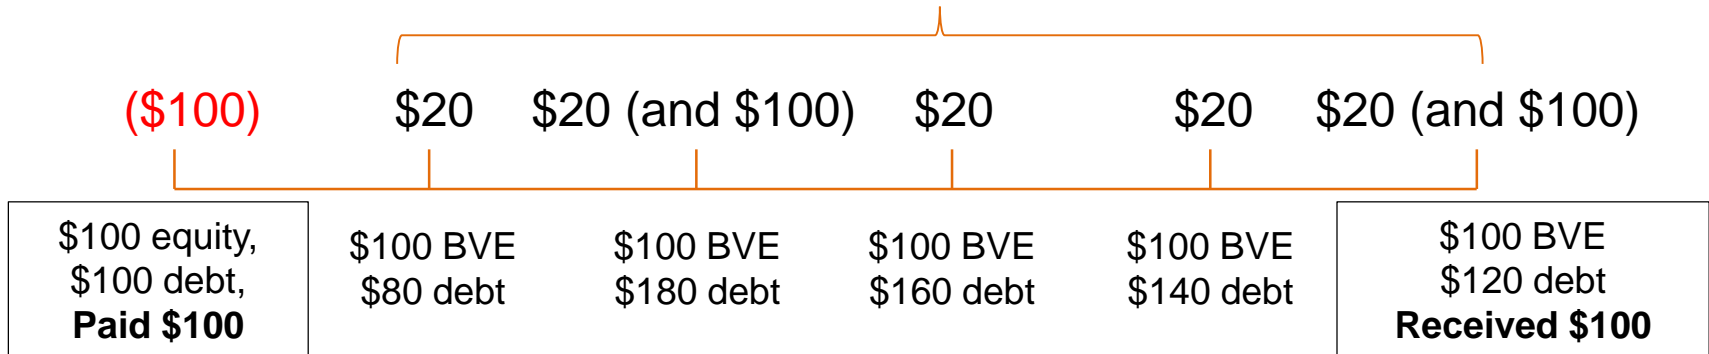 ($100)
$20
$20 (and $100)
$20
$20
$20 (and $100)
$100 equity,
$100 debt,
Paid $100
$100 BVE
$80 debt
$100 BVE
$180 debt
$100 BVE
$160 debt
$100 BVE
$140 debt
$100 BVE
$120 debt
Received $100